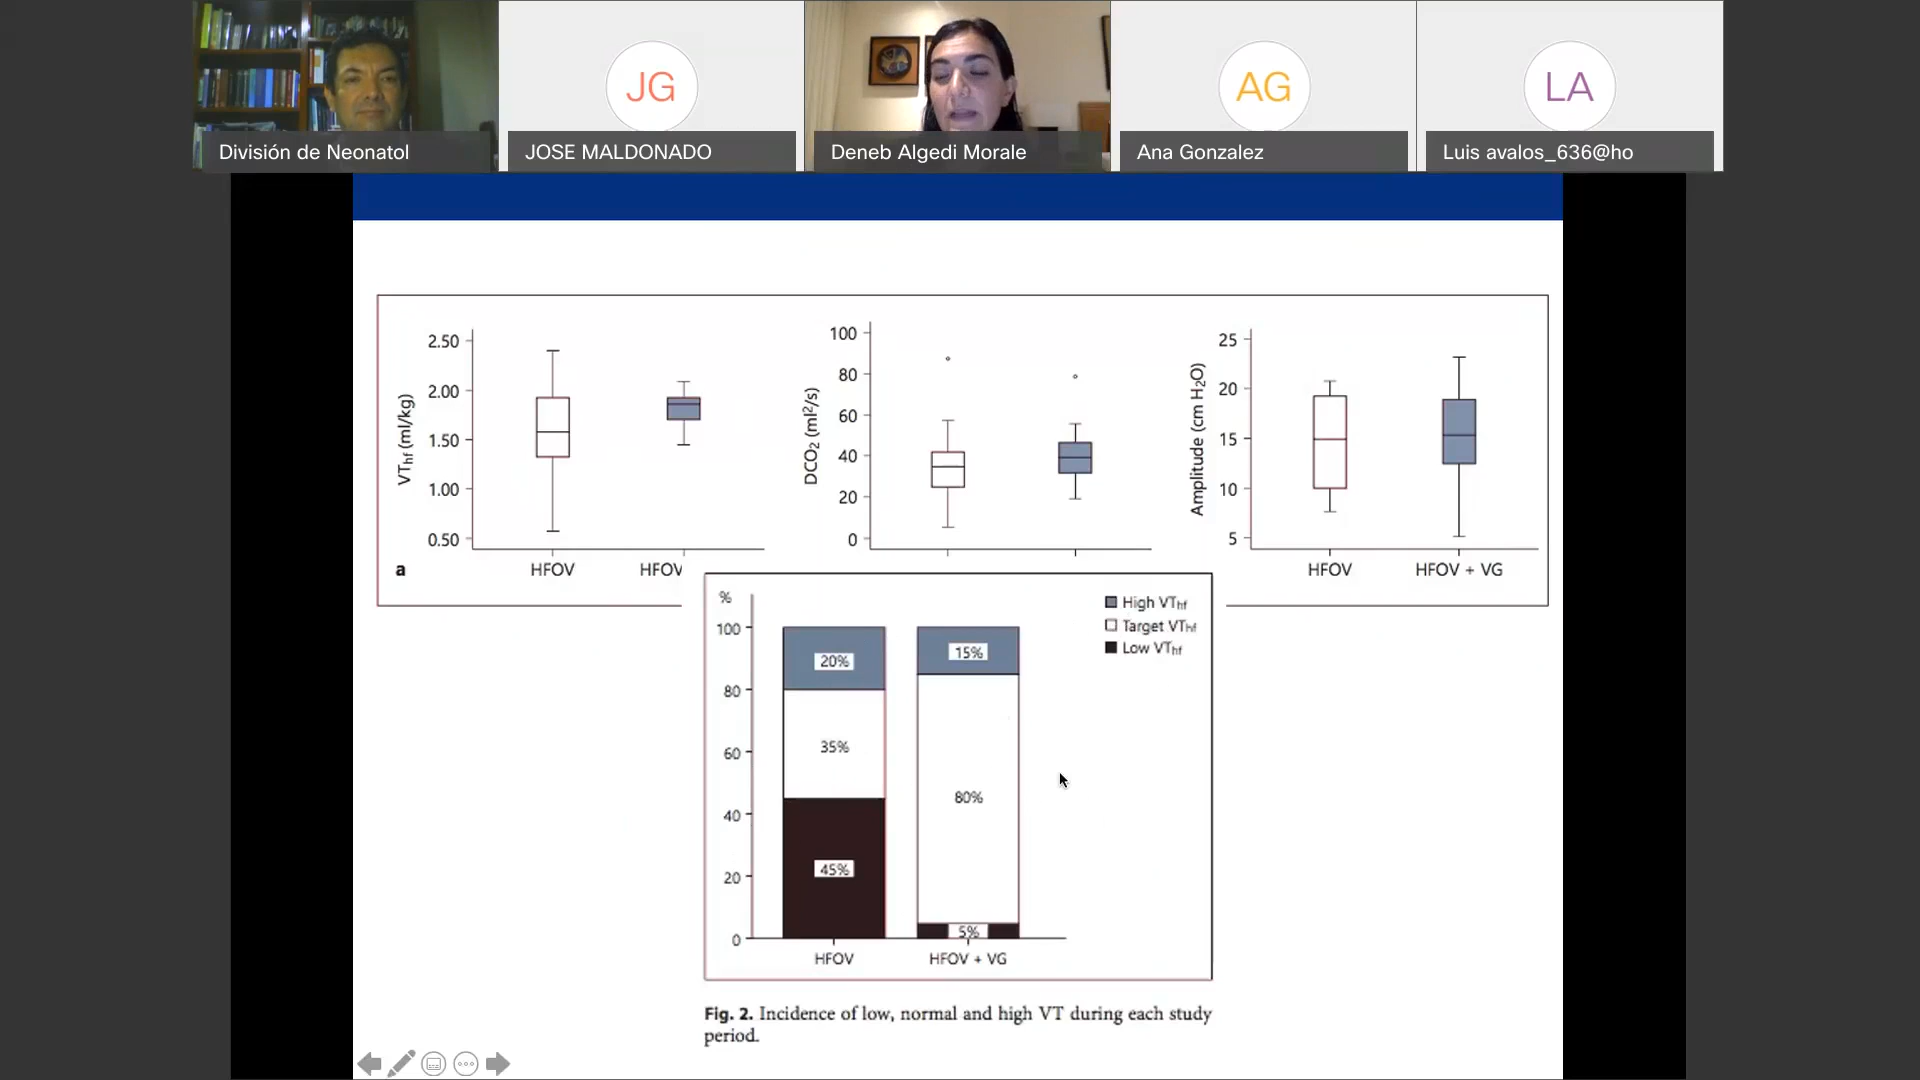 División de Neonatol
JG
JOSE MALDONADO
Deneb Algedi Morale
AG
Ana Gonzalez
LA
Luis avalos_636@ho
VThf (ml/kg)
2.50
2.00
1.50
1.00
0.50
a
HFOV
HFOV
DCO2 (ml2/s)
100
80
60
40
20
0
Amplitude (cm H2O)
25
20
15
10
5
HFOV
HFOV + VG
%
100
80
60
40
20
0
20%
35%
45%
15%
80%
5%
HFOV
HFOV + VG
High VThf
Target VThf
Low VThf
Fig. 2. Incidence of low, normal and high VT during each study
period.